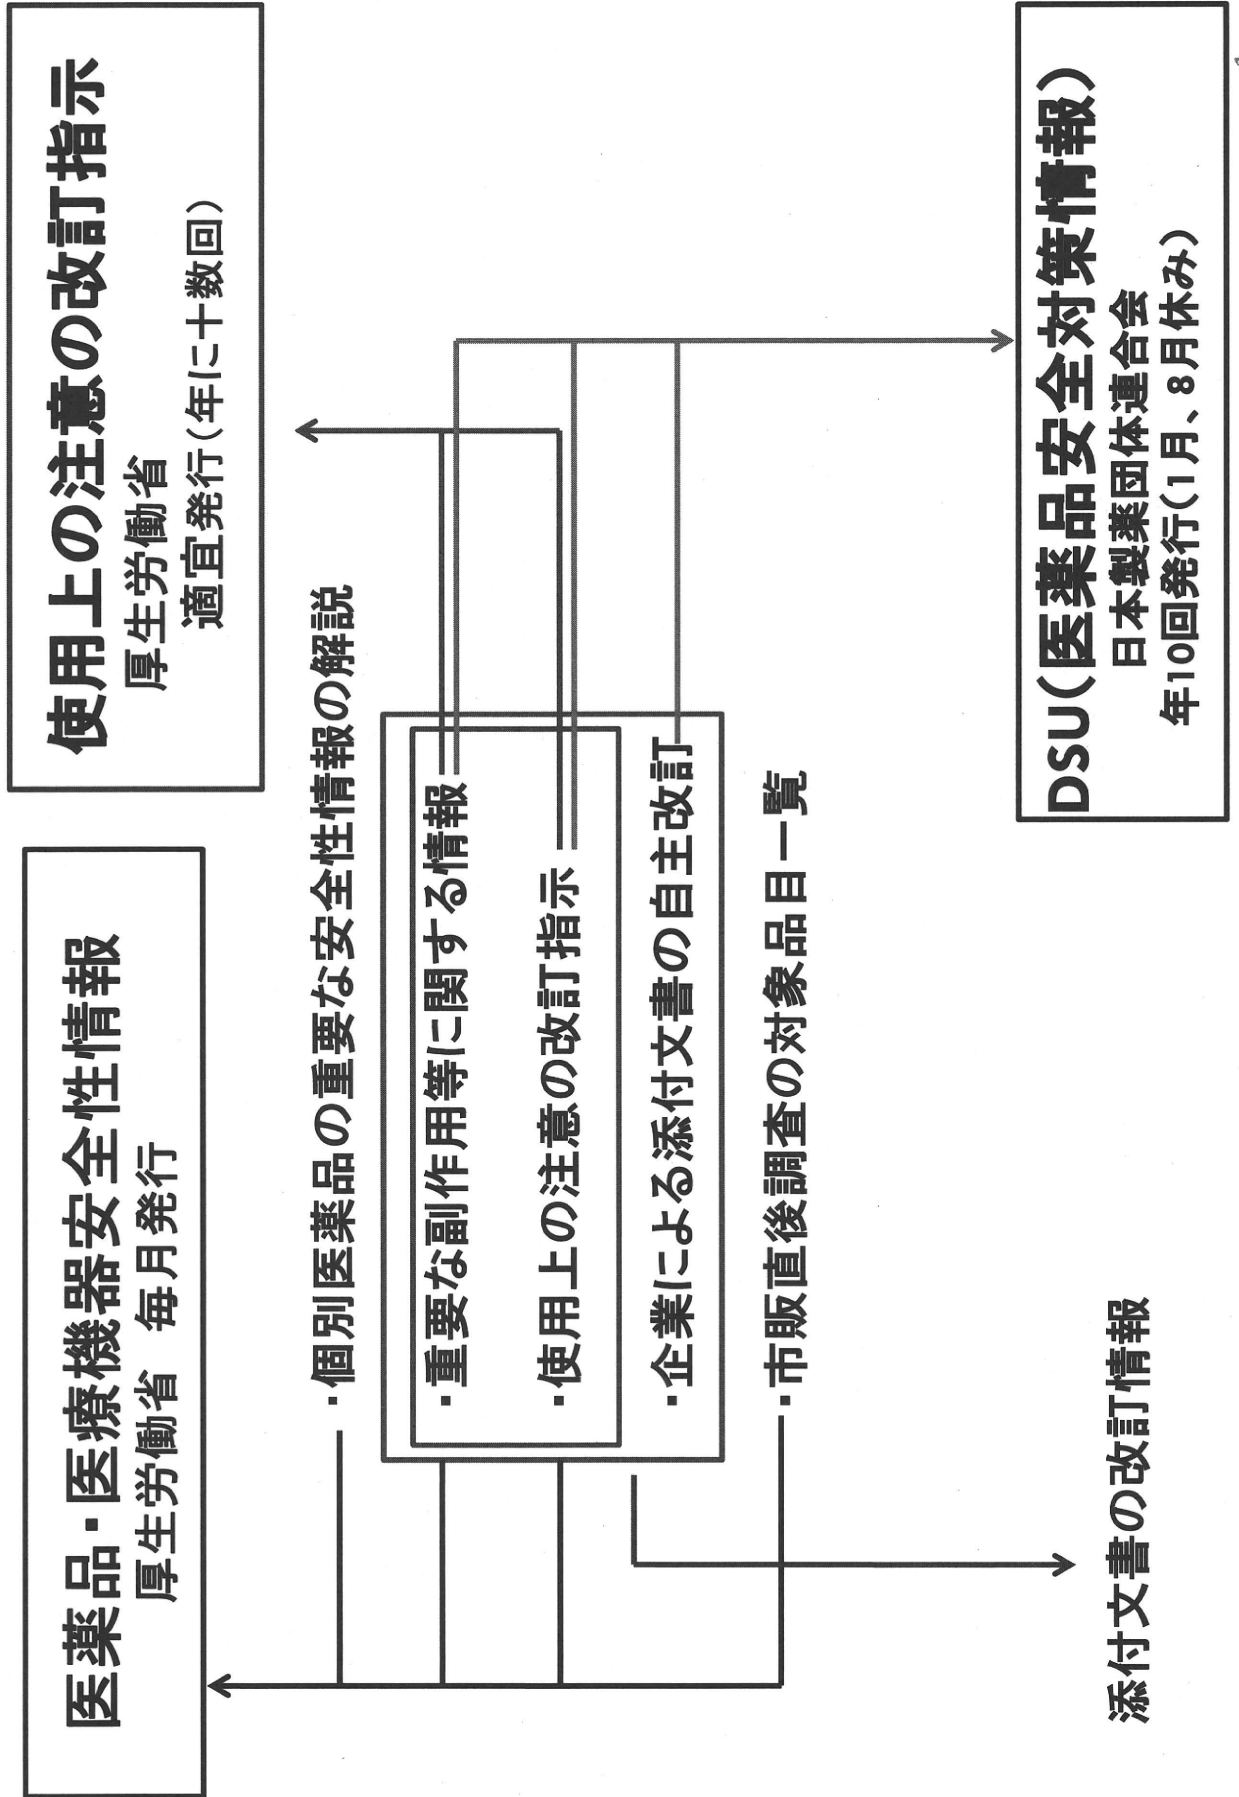 医薬品・医療機器安全性情報
厚生労働省　毎月発行
使用上の注意の改訂指示
厚生労働省
適宜発行（年に十数回）
・個別医薬品の重要な安全性情報の解説
・重要な副作用等に関する情報
・使用上の注意の改訂指示
・企業による添付文書の自主改訂
・市販直後調査の対象品目一覧
添付文書の改訂情報
DSU（医薬品安全対策情報）
日本製薬団体連合会
年10回発行（1月、8月休み）